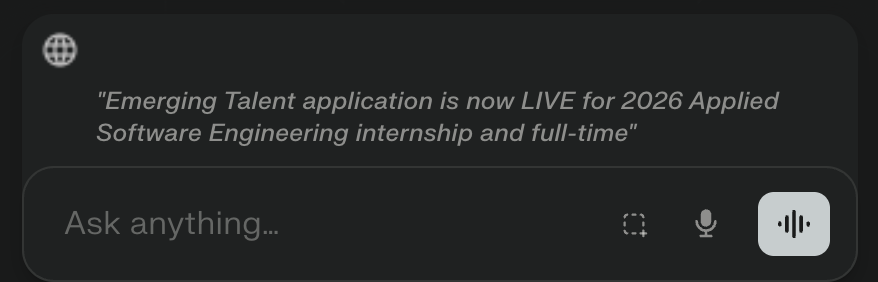 "Emerging Talent application is now LIVE for 2026 Applied
Software Engineering internship and full-time"
Ask anything…